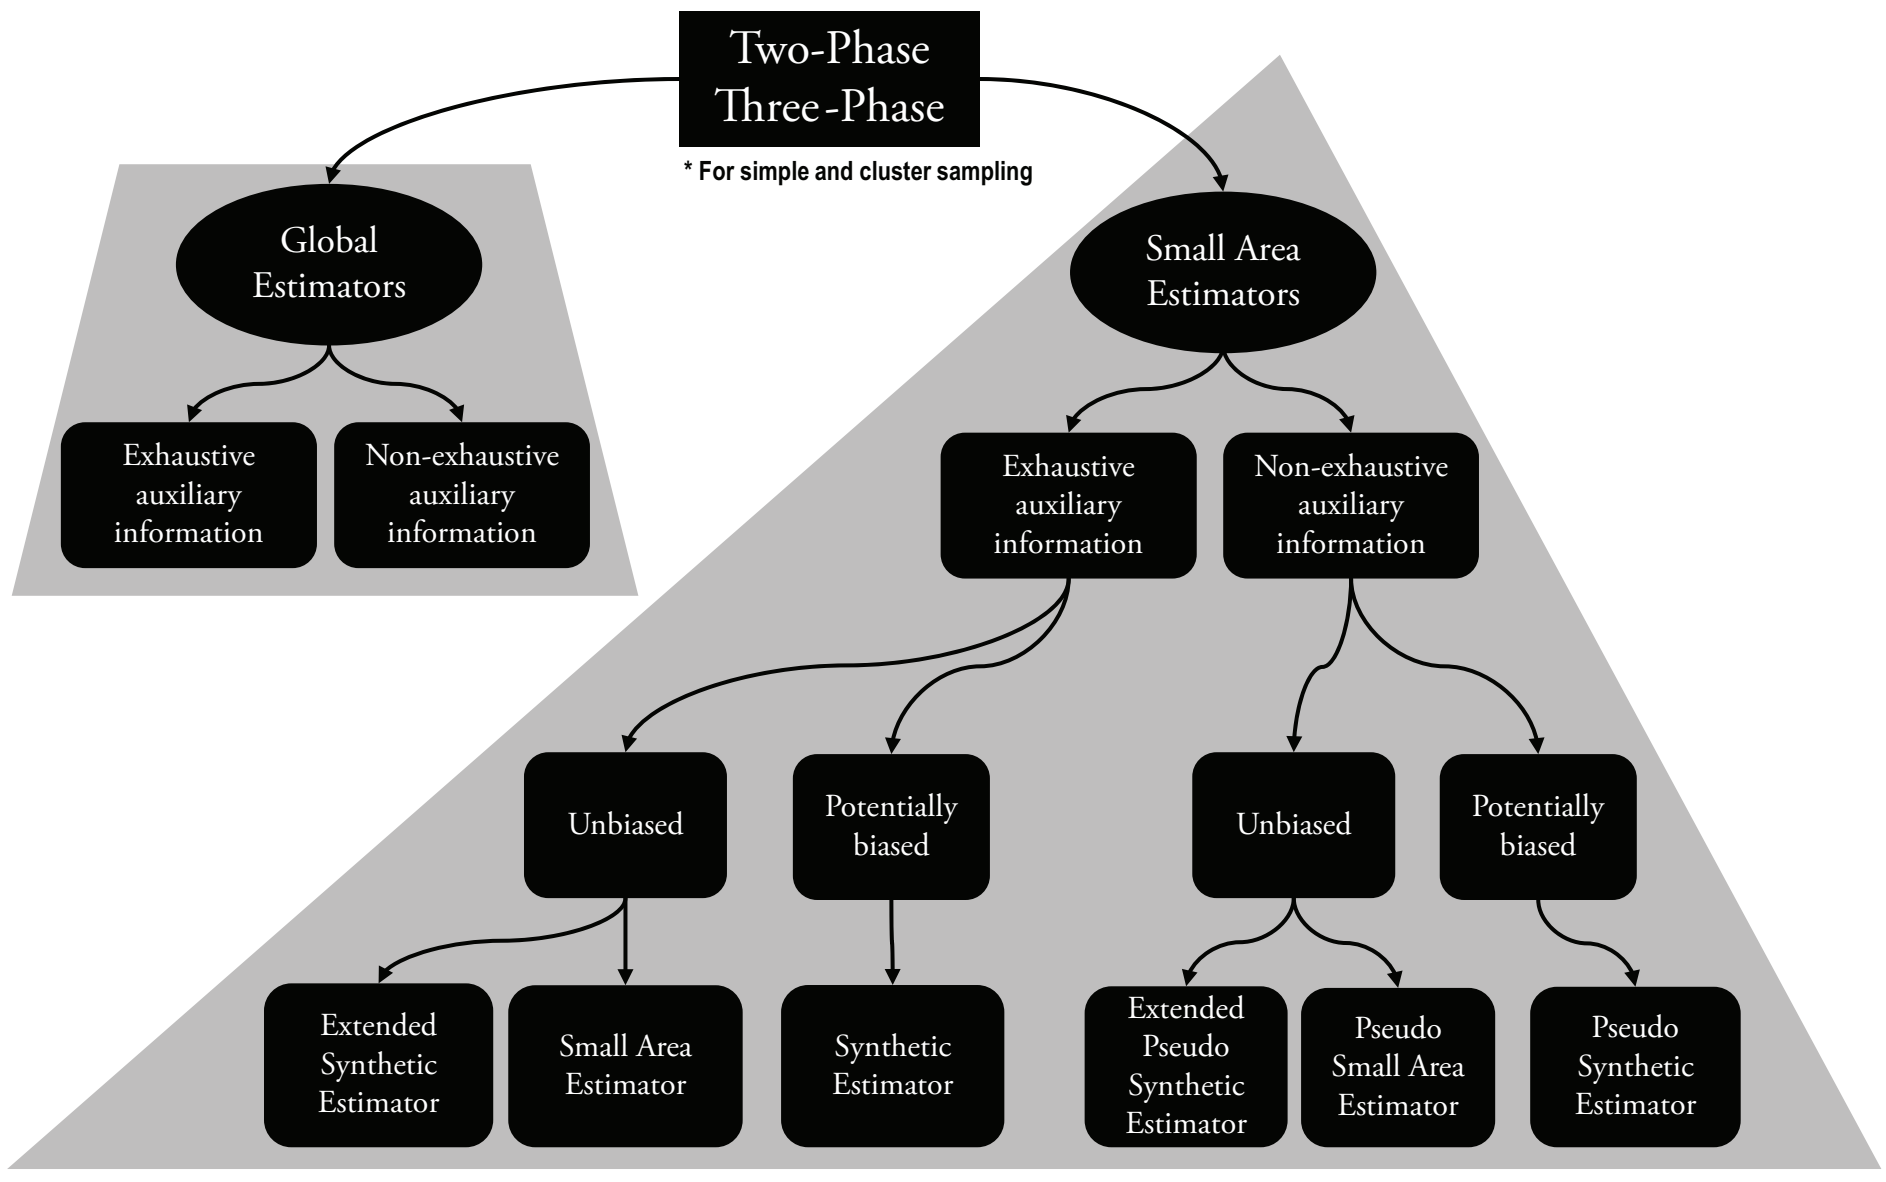 Two-Phase
Three-Phase
* For simple and cluster sampling
Global
Estimators
Small Area
Estimators
Exhaustive
auxiliary
information
Non-exhaustive
auxiliary
information
Exhaustive
auxiliary
information
Non-exhaustive
auxiliary
information
Unbiased
Potentially
biased
Unbiased
Potentially
biased
Extended
Synthetic
Estimator
Small Area
Estimator
Synthetic
Estimator
Extended
Pseudo
Synthetic
Estimator
Pseudo
Small Area
Estimator
Pseudo
Synthetic
Estimator